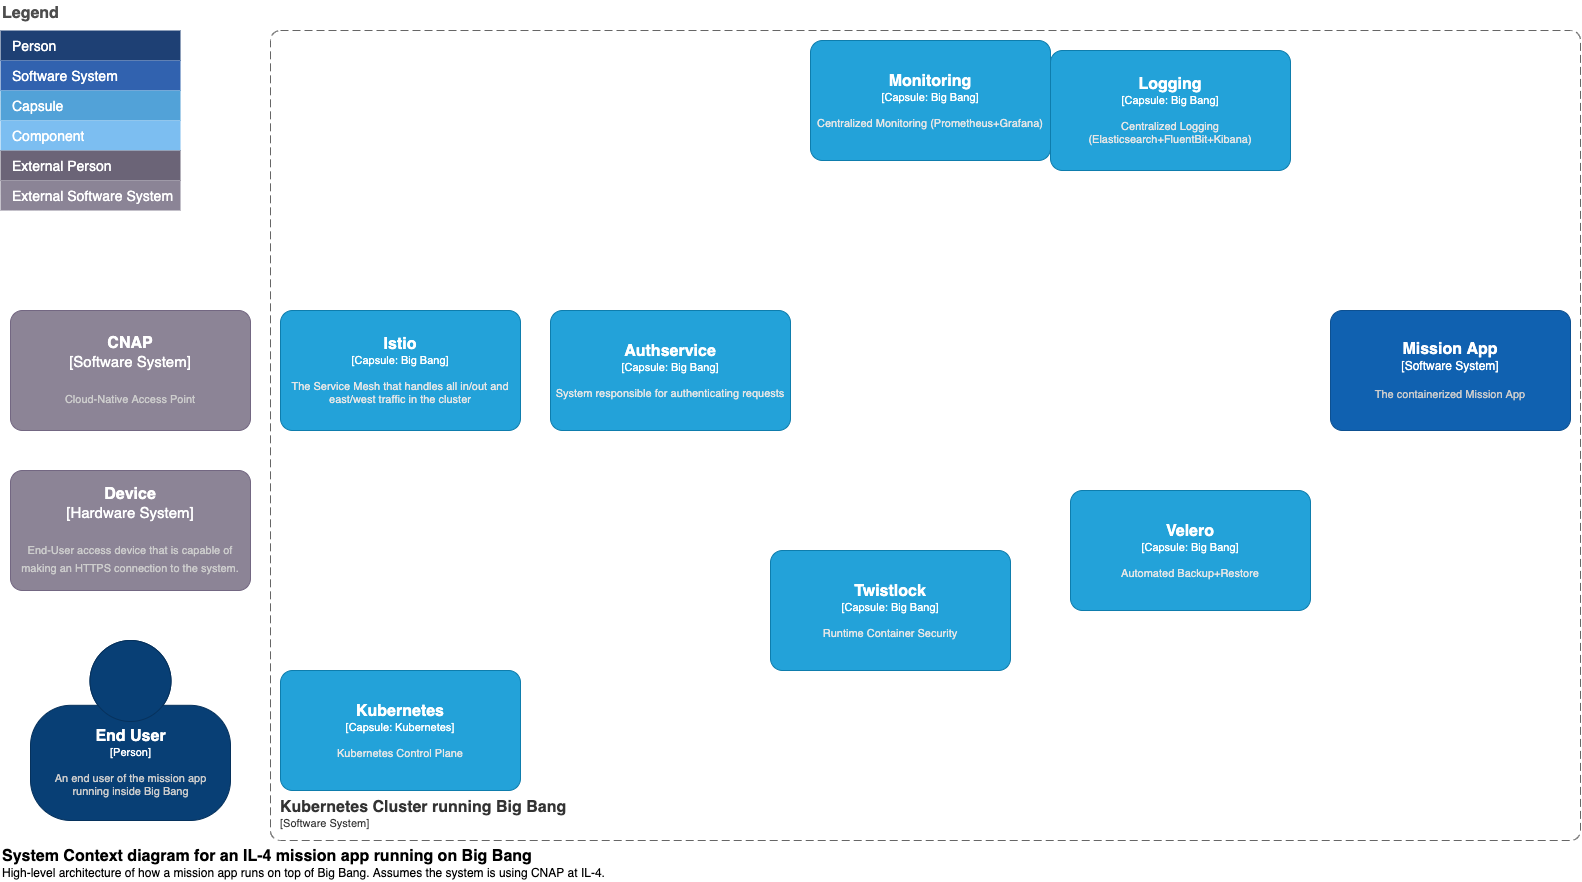 Legend
Person
Software System
Capsule
Component
External Person
External Software System
Monitoring
[Capsule: Big Bang]
Centralized Monitoring (Prometheus+Grafana)
Logging
[Capsule: Big Bang]
Centralized Logging
(Elasticsearch+FluentBit+Kibana)
CNAP
[Software System]
Cloud-Native Access Point
Istio
[Capsule: Big Bang]
The Service Mesh that handles all in/out and
east/west traffic in the cluster
Authservice
[Capsule: Big Bang]
System responsible for authenticating requests
Mission App
[Software System]
The containerized Mission App
Device
[Hardware System]
End-User access device that is capable of
making an HTTPS connection to the system.
Velero
[Capsule: Big Bang]
Automated Backup+Restore
Twistlock
[Capsule: Big Bang]
Runtime Container Security
End User
[Person]
An end user of the mission app
running inside Big Bang
Kubernetes
[Capsule: Kubernetes]
Kubernetes Control Plane
Kubernetes Cluster running Big Bang
[Software System]
System Context diagram for an IL-4 mission app running on Big Bang
High-level architecture of how a mission app runs on top of Big Bang. Assumes the system is using CNAP at IL-4.